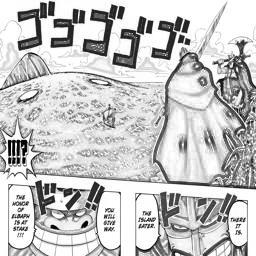 ゴゴゴゴゴ
!!!?
ドン!!
THERE IT IS.
THE ISLAND EATER.
ドン!!
YOU WILL GIVE WAY.
THE HONOR OF ELBAPH IS AT STAKE !!!